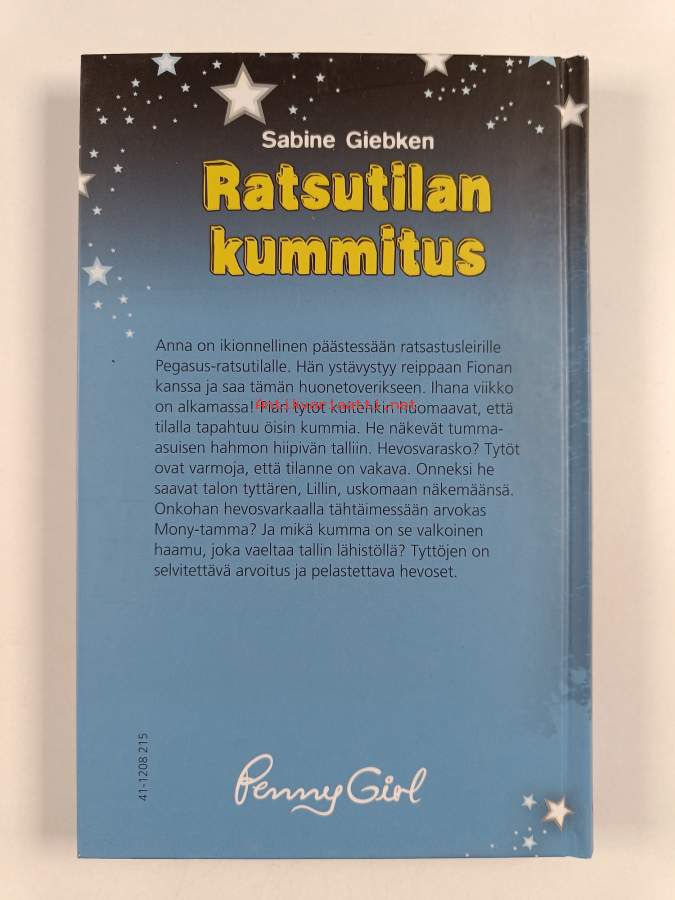 Sabine Giebken
Ratsutilan
kummitus
Anna on ikionnellinen päästessään ratsastusleirille
Pegasus-ratsutilalle. Hän ystävystyy reippaan Fionan
kanssa ja saa tämän huonetoverikseen. Ihana viikko
on alkamassa! Pian tytöt kuitenkin huomaavat, että
antikvariaatti.net
tilalla tapahtuu öisin kummia. He näkevät tumma-
asuisen hahmon hiipivän talliin. Hevosvarasko? Tytöt
ovat varmoja, että tilanne on vakava. Onneksi he
saavat talon tyttären, Lillin, uskomaan näkemäänsä.
Onkohan hevosvarkaalla tähtäimessään arvokas
Mony-tamma? Ja mikä kumma on se valkoinen
haamu, joka vaeltaa tallin lähistöllä? Tyttöjen on
selvitettävä arvoitus ja pelastettava hevoset.
41-1208 215
Penny Girl